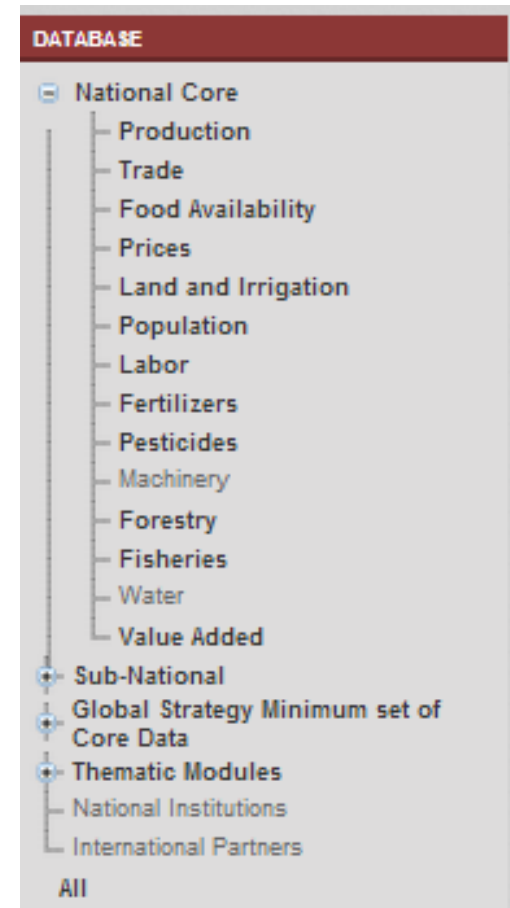 DATABASE
National Core
Production
Trade
Food Availability
Prices
Land and Irrigation
Population
Labor
Fertilizers
Pesticides
Machinery
Forestry
Fisheries
Water
Value Added
Sub-National
Global Strategy Minimum set of
Core Data
Thematic Modules
National Institutions
International Partners
All